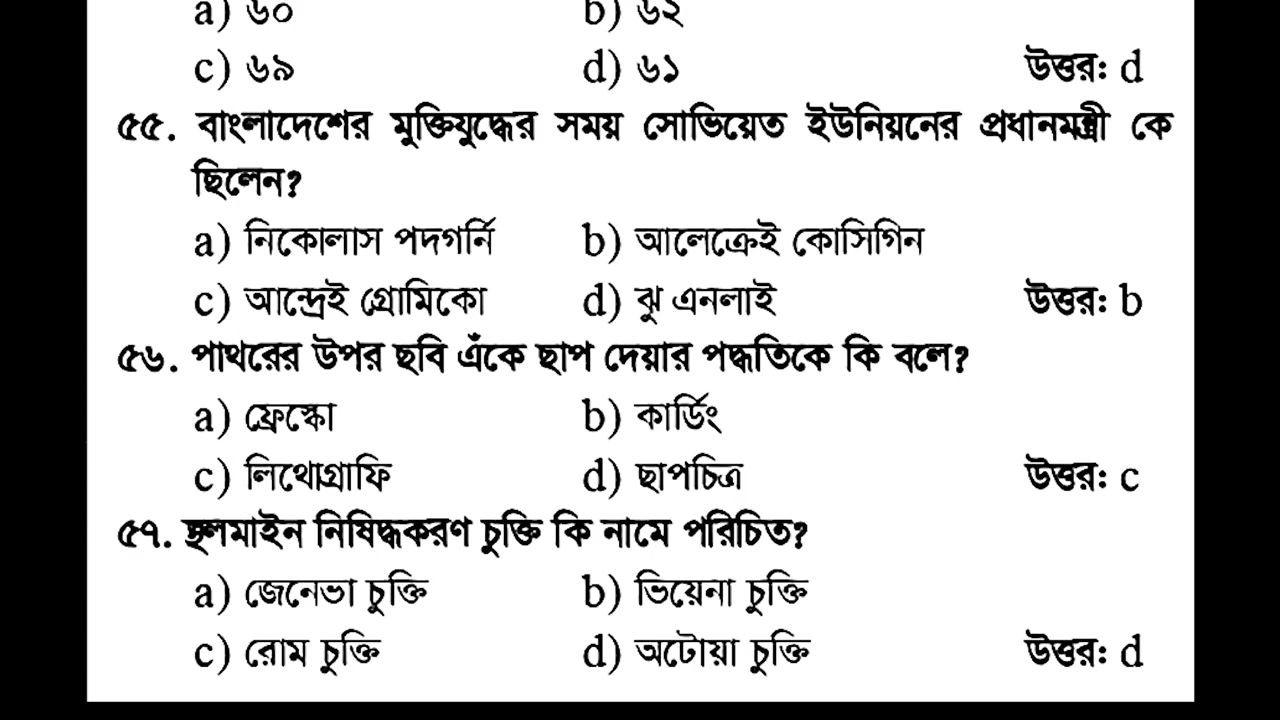 a) ৬০ b) ৬২
c) ৬৯ d) ৬১ উত্তর: d
৫৫. বাংলাদেশের মুক্তিযুদ্ধের সময় সোভিয়েত ইউনিয়নের প্রধানমন্ত্রী কে
ছিলেন?
a) নিকোলাস পদগর্নি b) আলেক্রেই কোসিগিন
c) আন্দ্রেই গ্রোমিকো d) ঝু এনলাই উত্তর: b
৫৬. পাথরের উপর ছবি এঁকে ছাপ দেয়ার পদ্ধতিকে কি বলে?
a) ফ্রেস্কো b) কার্ডিং
c) লিথোগ্রাফি d) ছাপচিত্র উত্তর: c
৫৭. স্থলমাইন নিষিদ্ধকরণ চুক্তি কি নামে পরিচিত?
a) জেনেভা চুক্তি b) ভিয়েনা চুক্তি
c) রোম চুক্তি d) অটোয়া চুক্তি উত্তর: d